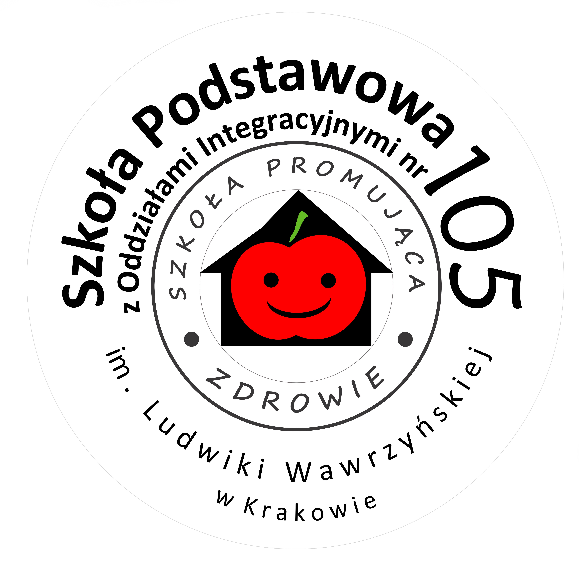 Szkoła Podstawowa
z Oddziałami Integracyjnymi nr
105
SZKOŁA PROMUJĄCA
ZDROWIE
im. Ludwiki Wawrzyńskiej
w Krakowie